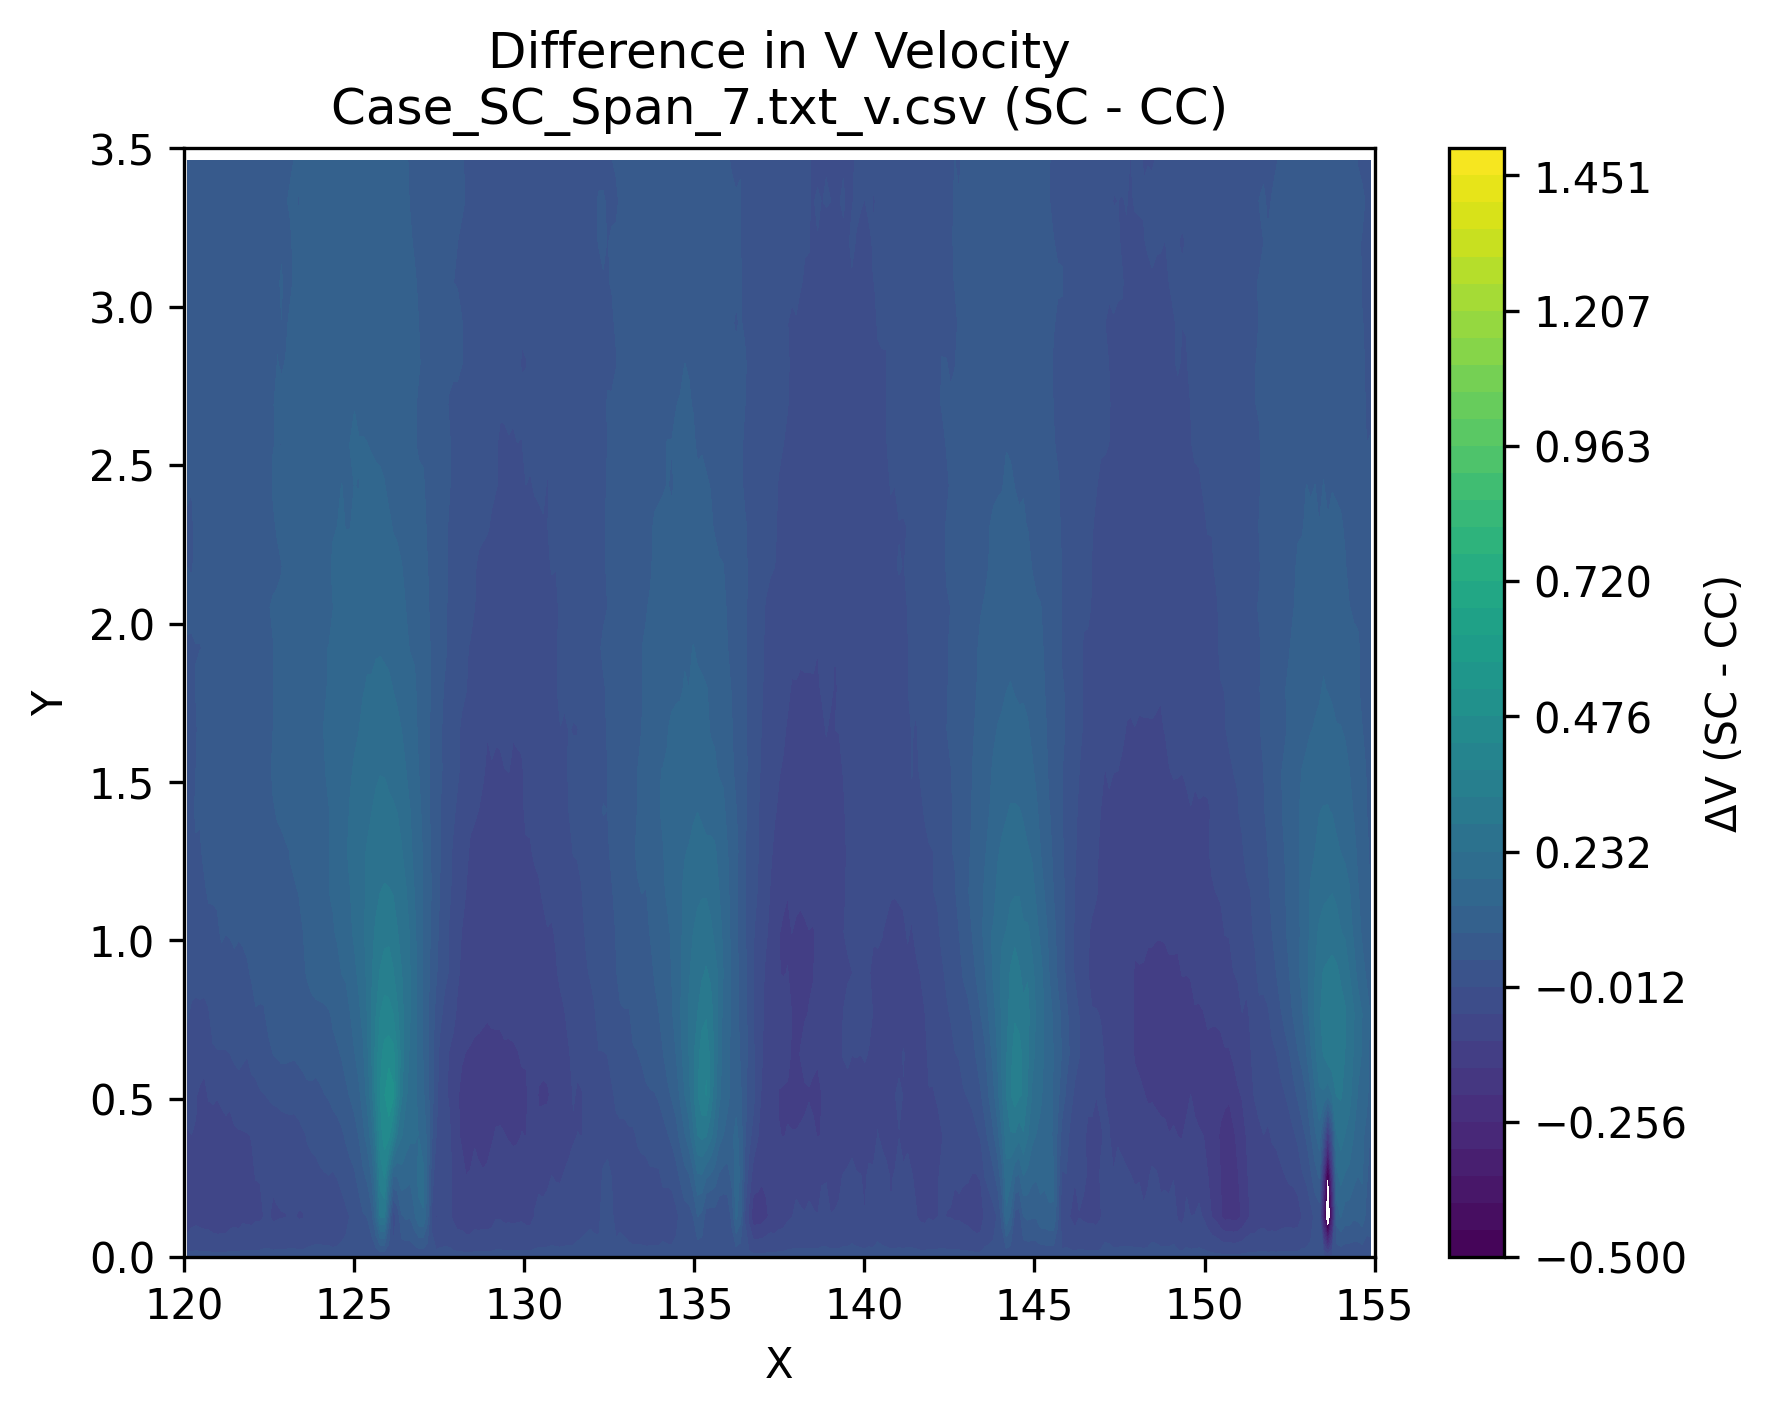 Difference in V Velocity
Case_SC_Span_7.txt_v.csv (SC - CC)
3.5
3.0
2.5
2.0
1.5
1.0
0.5
0.0
Y
120 125 130 135 140 145 150 155
X
1.451
1.207
0.963
0.720
0.476
0.232
−0.012
−0.256
−0.500
ΔV (SC - CC)